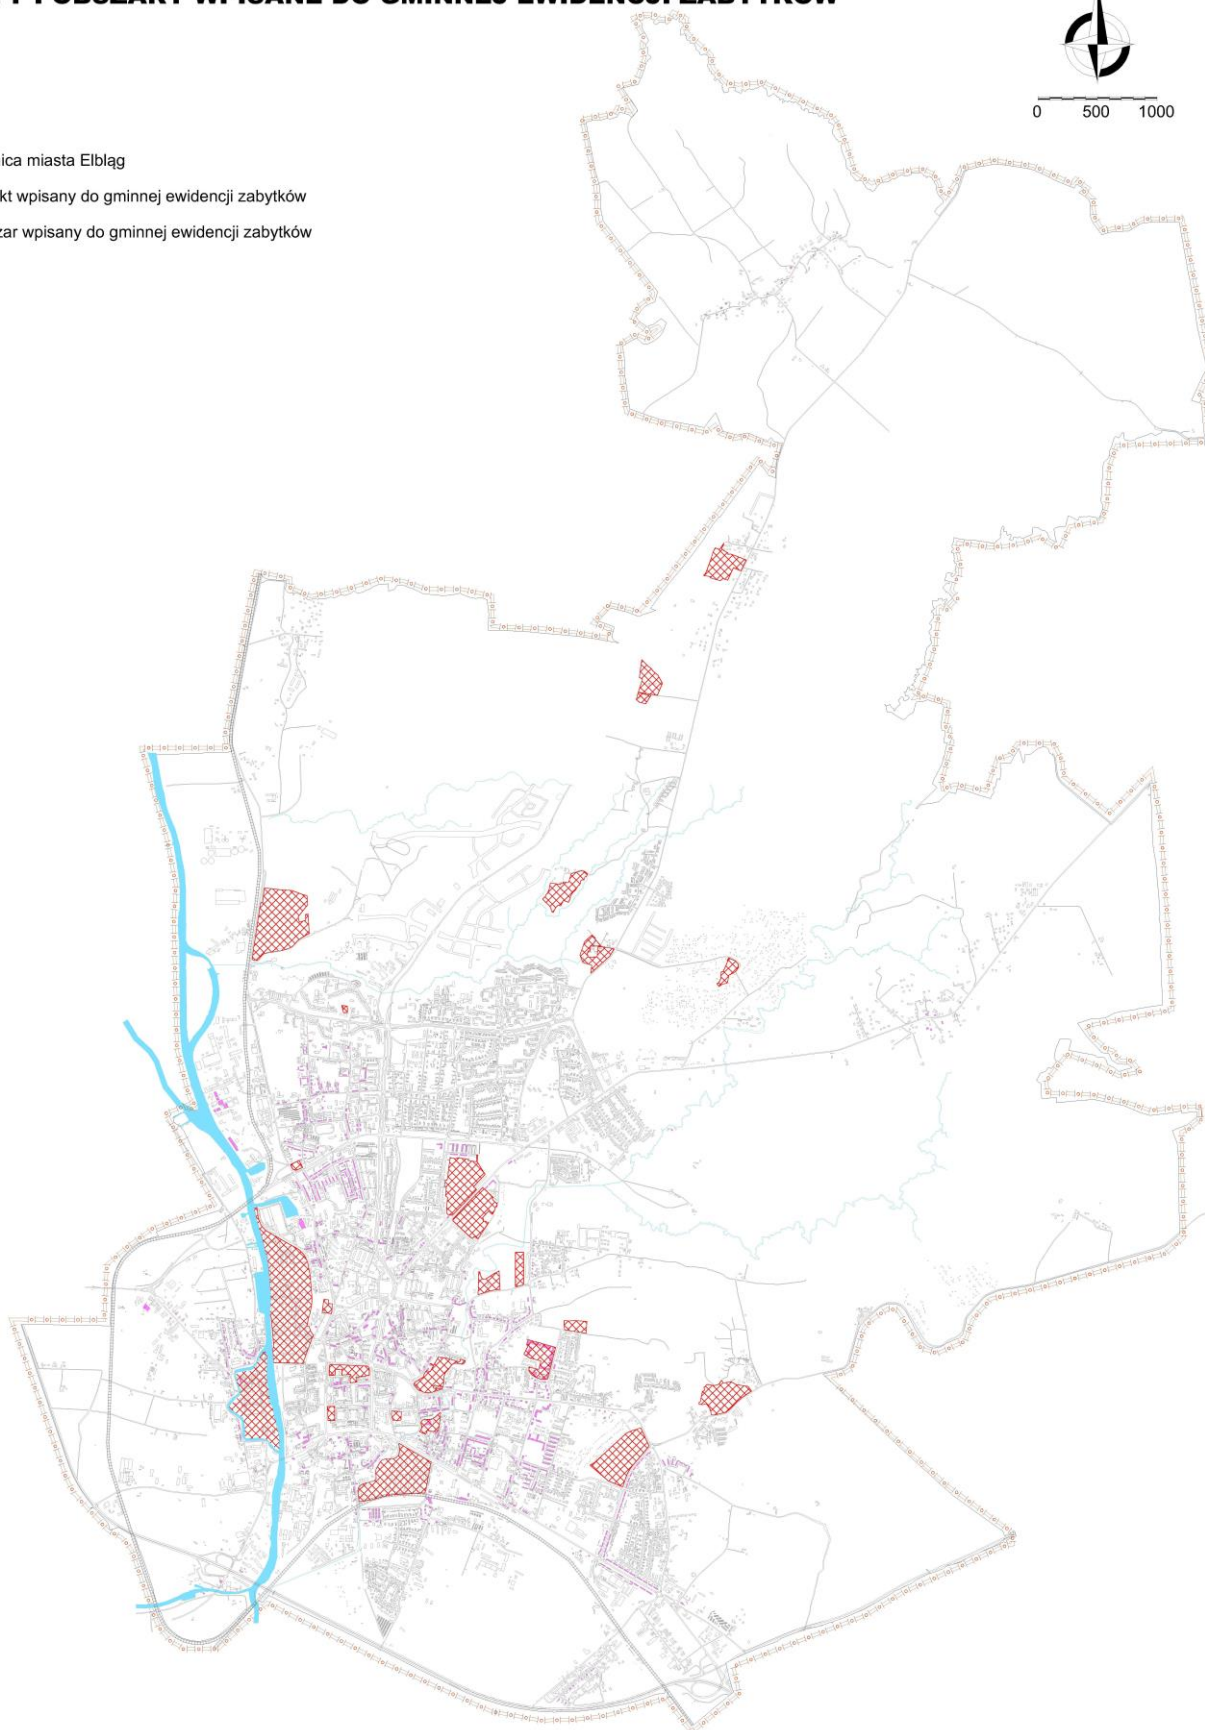 OBSZARY WPISANE DO GMINNEJ EWIDENCJI ZABYTKÓW
0 500 1000
ica miasta Elbląg
kt wpisany do gminnej ewidencji zabytków
zar wpisany do gminnej ewidencji zabytków